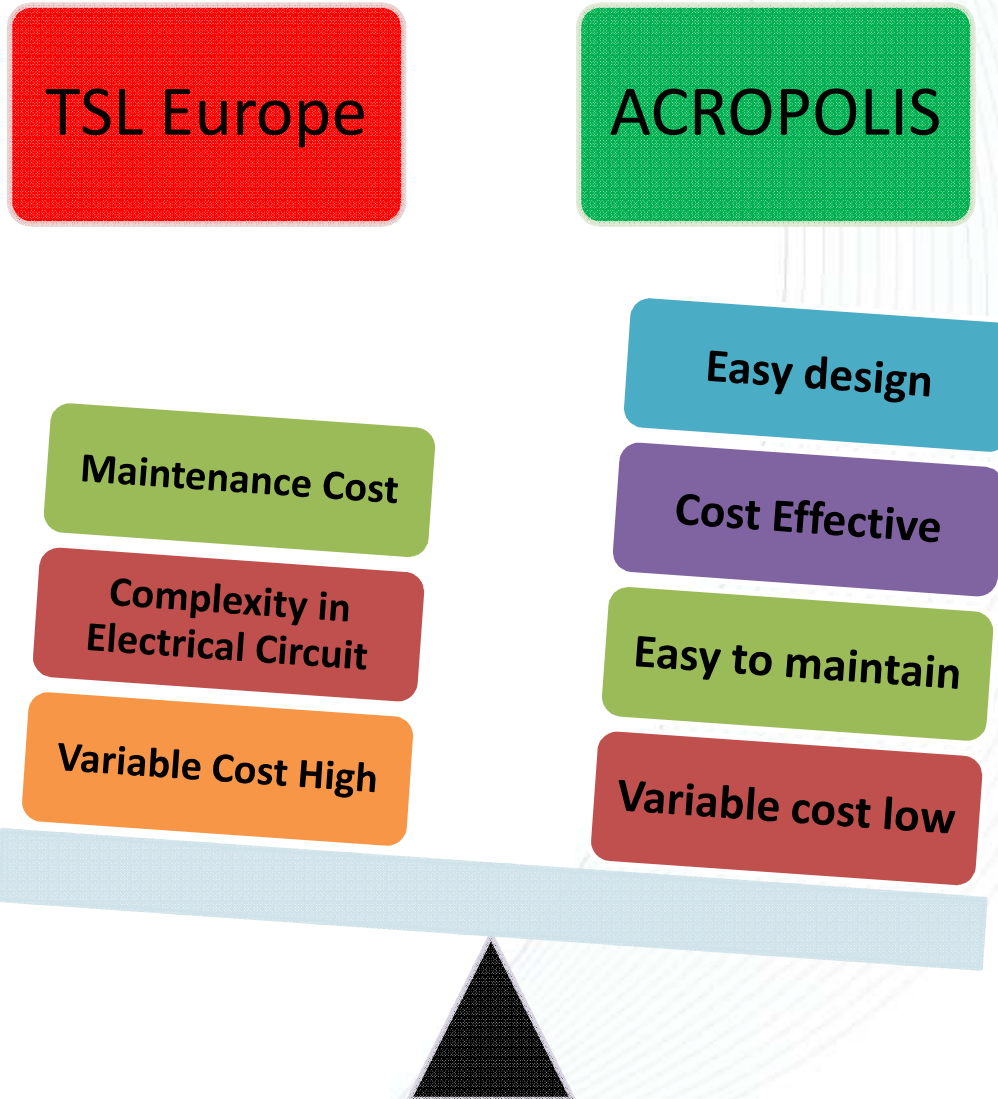 TSL Europe
ACROPOLIS
Maintenance Cost
Complexity in
Electrical Circuit
Variable Cost High
Easy design
Cost Effective
Easy to maintain
Variable cost low